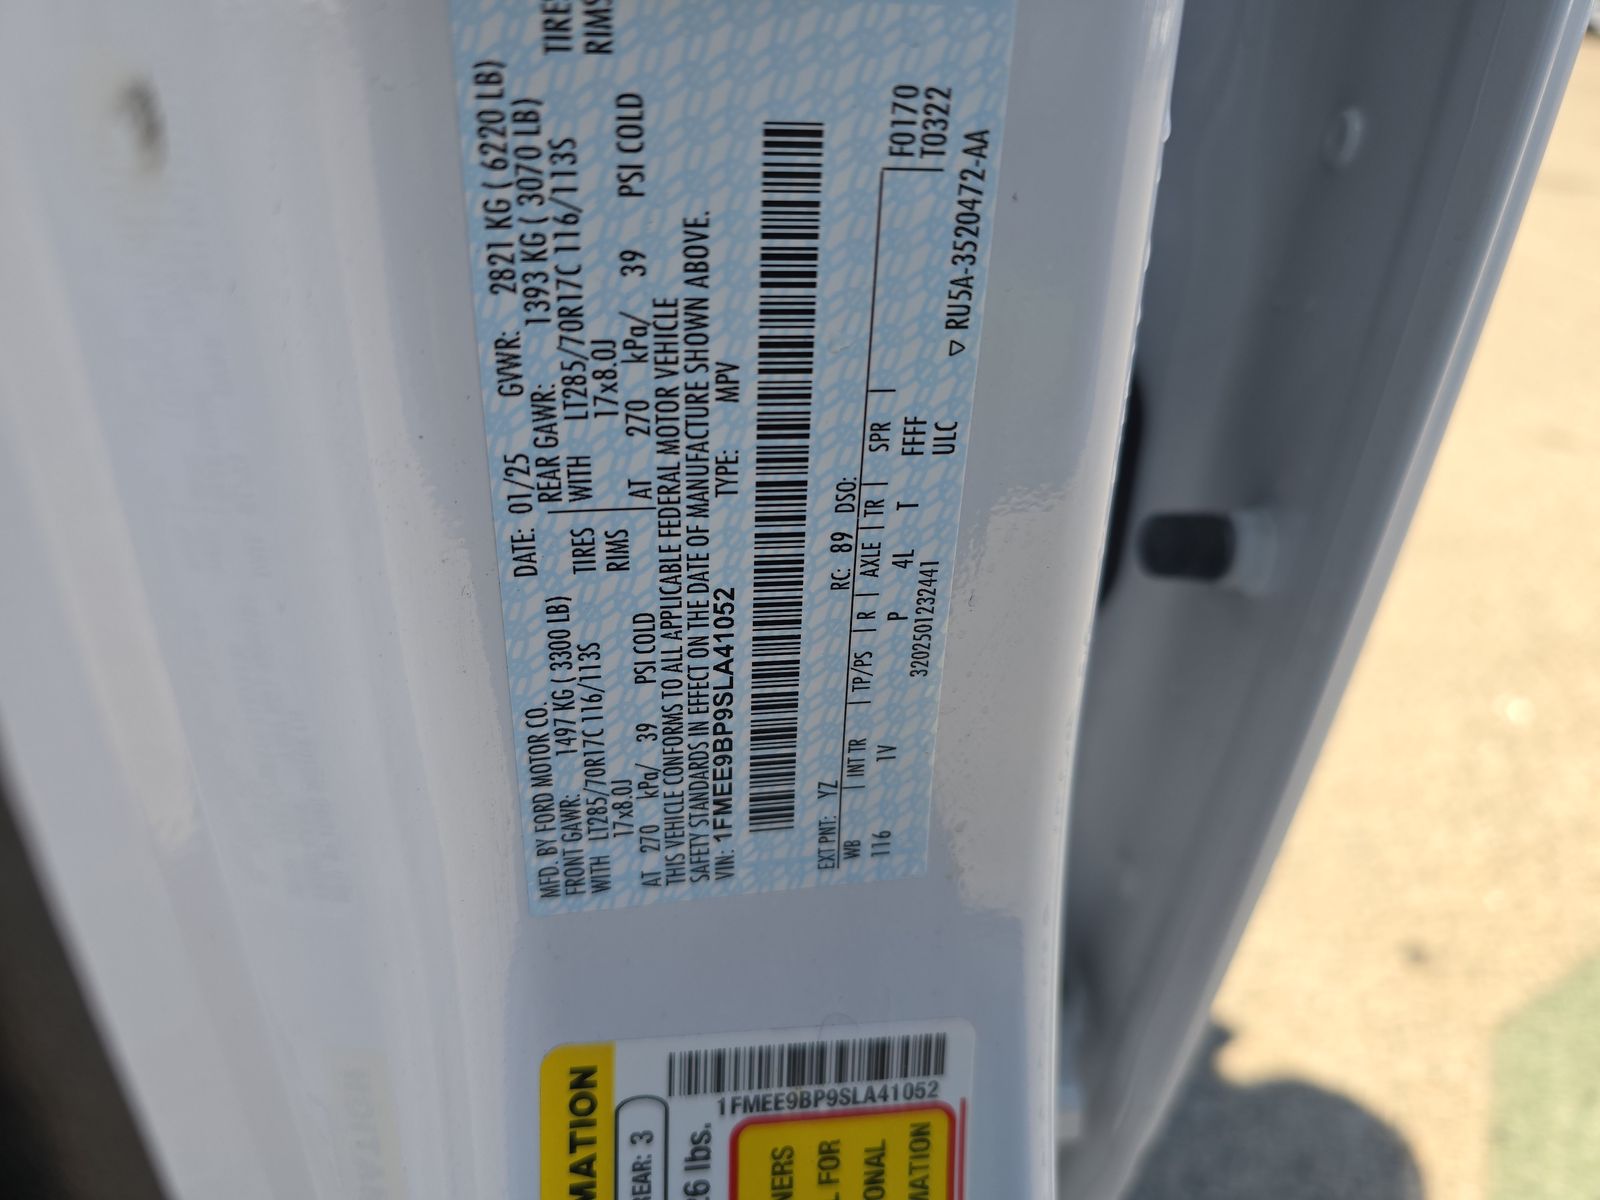 MFD. BY FORD MOTOR CO. DATE: 01/25 GVWR: 2821 KG ( 6220 LB)
FRONT GAWR: 1497 KG ( 3300 LB) REAR GAWR: 1393 KG ( 3070 LB)
WITH LT285/70R17C 116/113S TIRES WITH LT285/70R17C 116/113S TIRES
17x8.0J RIMS 17x8.0J RIMS
AT 270 kPa/ 39 PSI COLD AT 270 kPa/ 39 PSI COLD
THIS VEHICLE CONFORMS TO ALL APPLICABLE FEDERAL MOTOR VEHICLE
SAFETY STANDARDS IN EFFECT ON THE DATE OF MANUFACTURE SHOWN ABOVE.
VIN: 1FMEE9BP9SLA41052 TYPE: MPV
EXT PNT: YZ RC: 89 DSO:
WB INT TR TP/PS R AXLE TR SPR F0170
116 1V P 4L T FFFF T0322
3202501232441 ULC ▽ RU5A-3520472-AA
MATION
REAR: 3
6 lbs.
1FMEE9BP9SLA41052
NERS
L FOR
ONAL
MATION